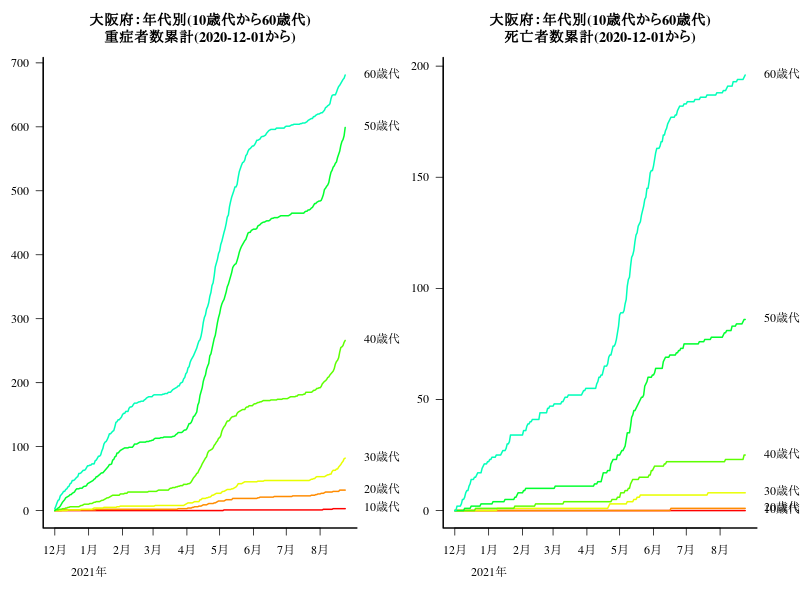 大阪府：年代別(10歳代から60歳代)
重症者数累計(2020-12-01から)
700
600
500
400
300
200
100
0
60歳代
50歳代
40歳代
30歳代
20歳代
10歳代
12月 1月 2月 3月 4月 5月 6月 7月 8月
2021年
大阪府：年代別(10歳代から60歳代)
死亡者数累計(2020-12-01から)
200
150
100
50
0
60歳代
50歳代
40歳代
30歳代
20歳代
10歳代
12月 1月 2月 3月 4月 5月 6月 7月 8月
2021年